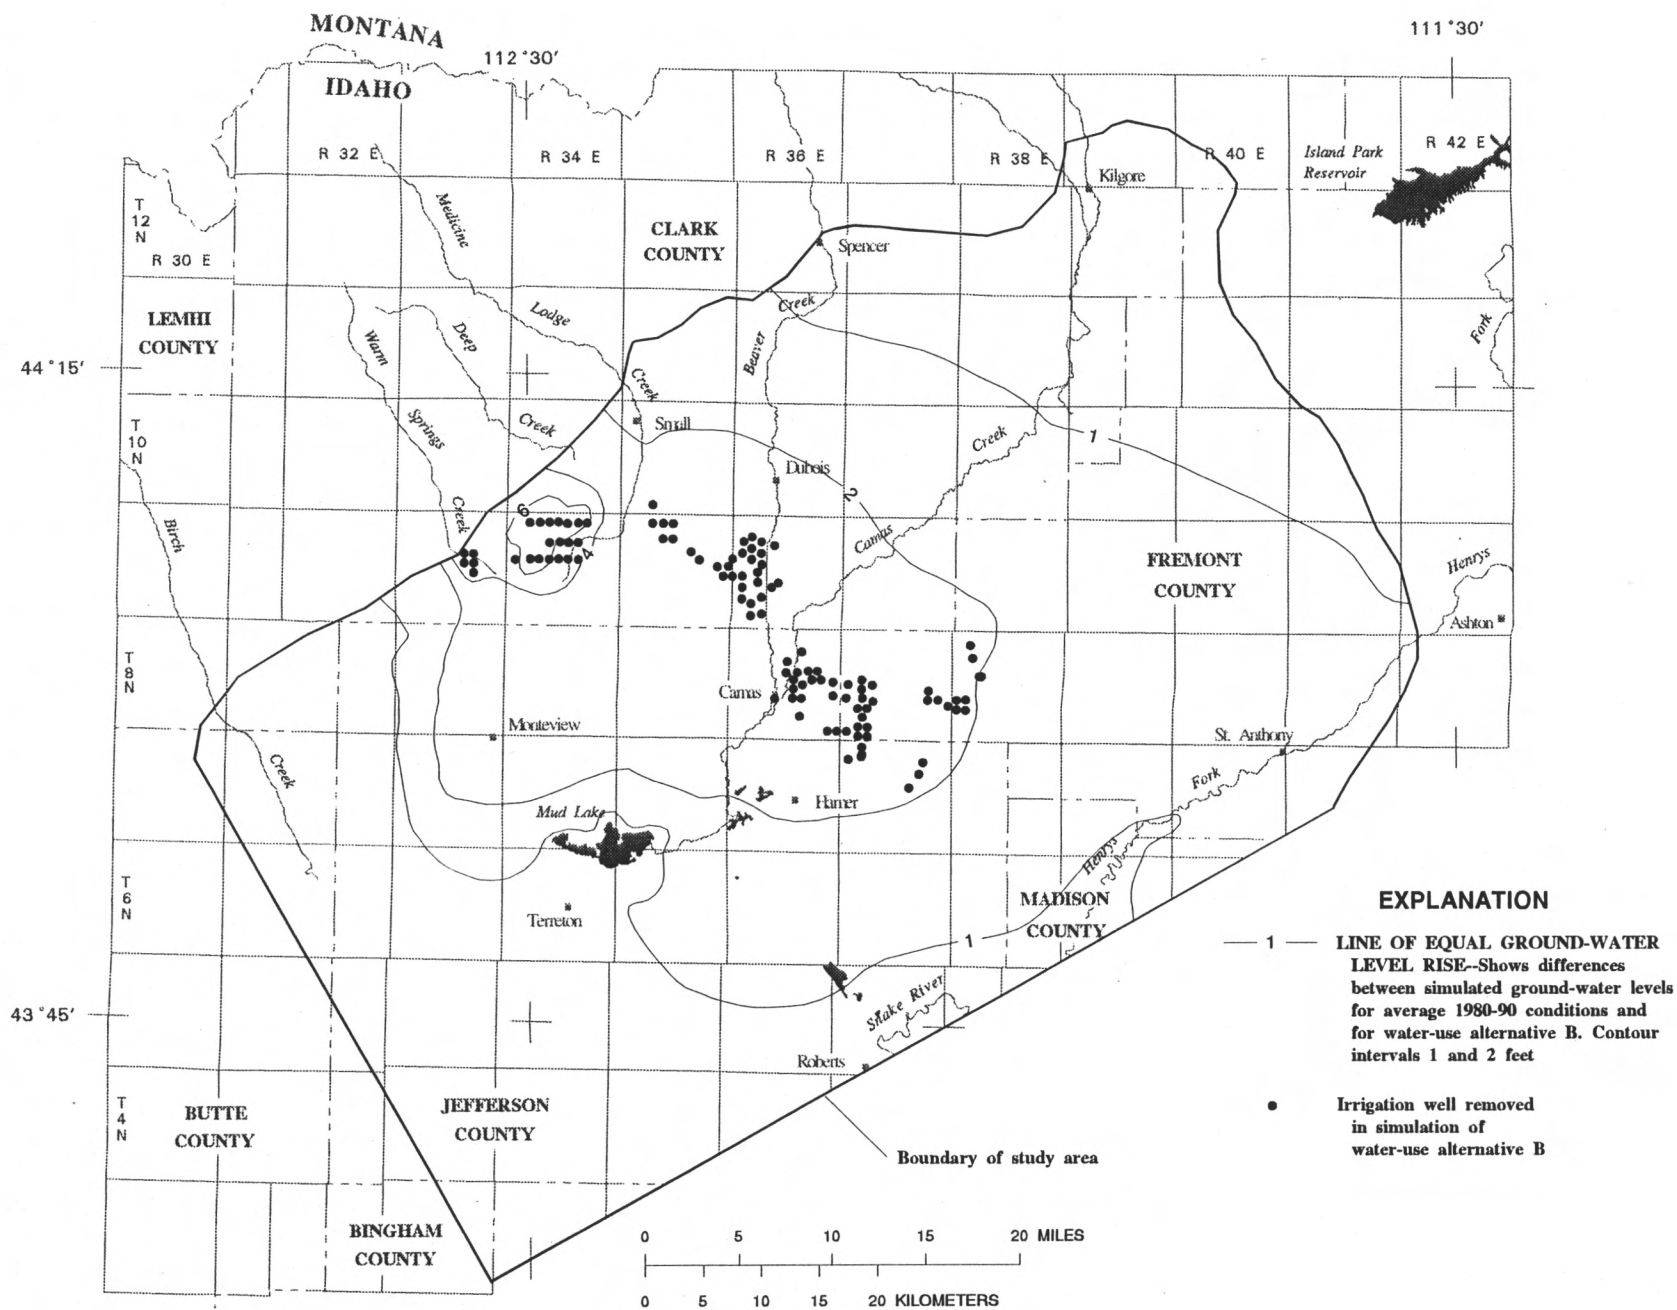 MONTANA
111°30'
112°30'
IDAHO
R 32 E
R 34 E
R 36 E
R 38 E
R 40 E
Island Park
Reservoir
R 42 E
Kilgore
T
12
N
Medicine
CLARK
COUNTY
Spencer
R 30 E
Creek
Lodge
LEMHI
COUNTY
Warm
Deep
Beaver
Fork
44°15'
Creek
Springs
Creek
Small
T
10
N
Creek
1
Dubois
2
Birch
Creek
6
4
Camas
FREMONT
COUNTY
Henrys
Ashton
T
8
N
Camas
Monteview
St. Anthony
Creek
Fork
Hamer
Mud Lake
Henrys
T
6
N
Terreton
MADISON
COUNTY
1
Snake River
43°45'
Roberts
T
4
N
BUTTE
COUNTY
JEFFERSON
COUNTY
Boundary of study area
BINGHAM
COUNTY
EXPLANATION
1 LINE OF EQUAL GROUND-WATER
LEVEL RISE--Shows differences
between simulated ground-water levels
for average 1980-90 conditions and
for water-use alternative B. Contour
intervals 1 and 2 feet
Irrigation well removed
in simulation of
water-use alternative B
0 5 10 15 20 MILES
0 5 10 15 20 KILOMETERS